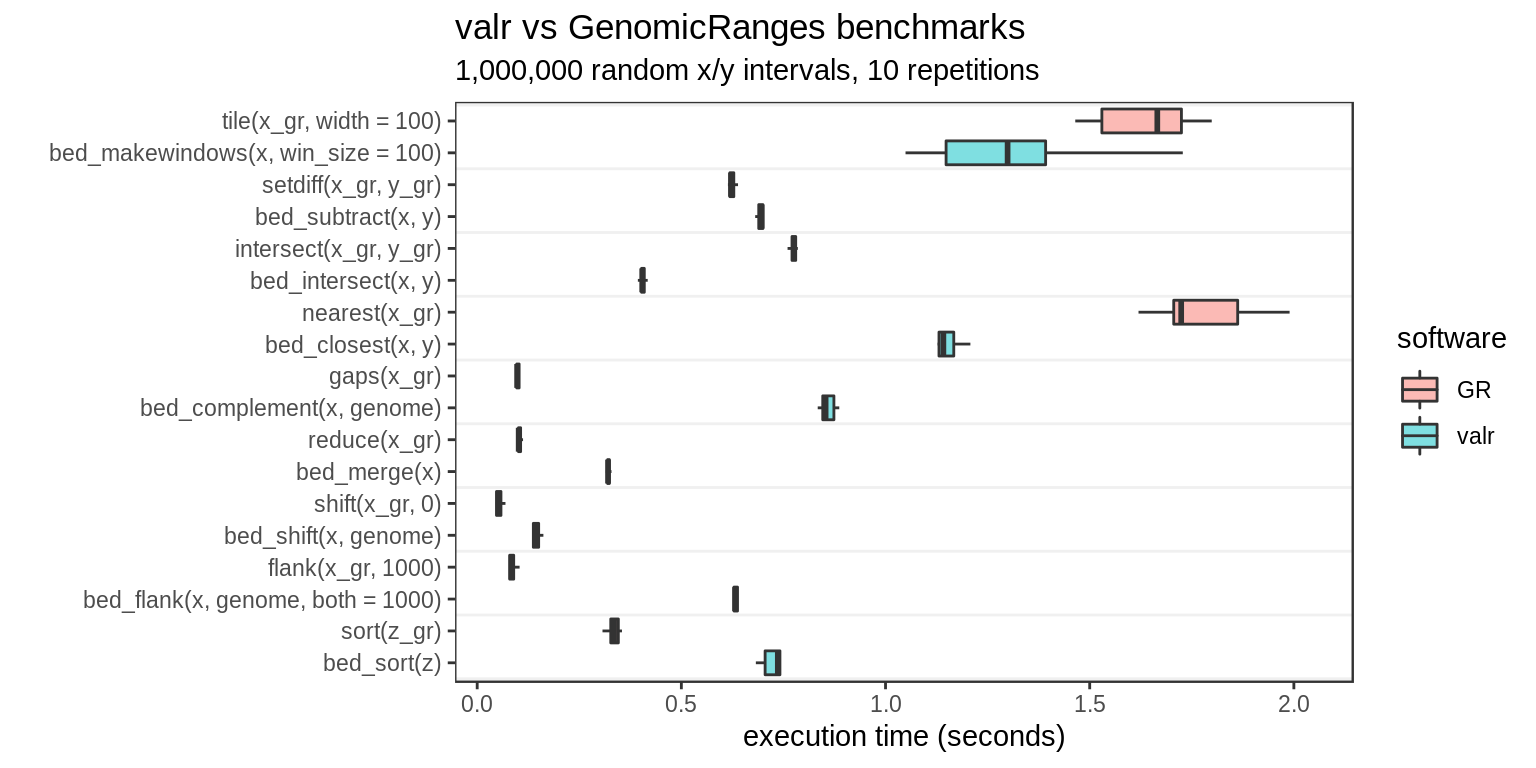 valr vs GenomicRanges benchmarks
1,000,000 random x/y intervals, 10 repetitions
tile(x_gr, width = 100)
bed_makewindows(x, win_size = 100)
setdiff(x_gr, y_gr)
bed_subtract(x, y)
intersect(x_gr, y_gr)
bed_intersect(x, y)
nearest(x_gr)
bed_closest(x, y)
gaps(x_gr)
bed_complement(x, genome)
reduce(x_gr)
bed_merge(x)
shift(x_gr, 0)
bed_shift(x, genome)
flank(x_gr, 1000)
bed_flank(x, genome, both = 1000)
sort(z_gr)
bed_sort(z)
0.0 0.5 1.0 1.5 2.0
execution time (seconds)
software
GR
valr